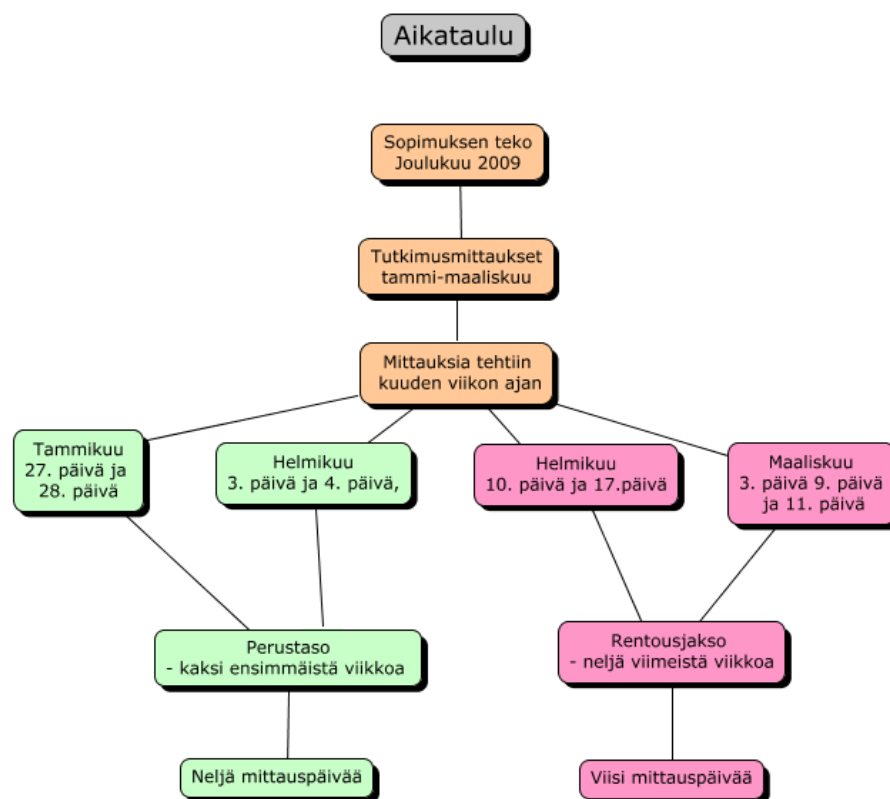 Aikataulu
Sopimuksen teko
Joulukuu 2009
Tutkimusmittaukset
tammi-maaliskuu
Mittauksia tehtiin
kuuden viikon ajan
Tammikuu
27. päivä ja
28. päivä
Helmikuu
3. päivä ja 4. päivä,
Helmikuu
10. päivä ja 17.päivä
Maaliskuu
3. päivä 9. päivä
ja 11. päivä
Perustaso
- kaksi ensimmäistä viikkoa
Rentousjakso
- neljä viimeistä viikkoa
Neljä mittauspäivää
Viisi mittauspäivää